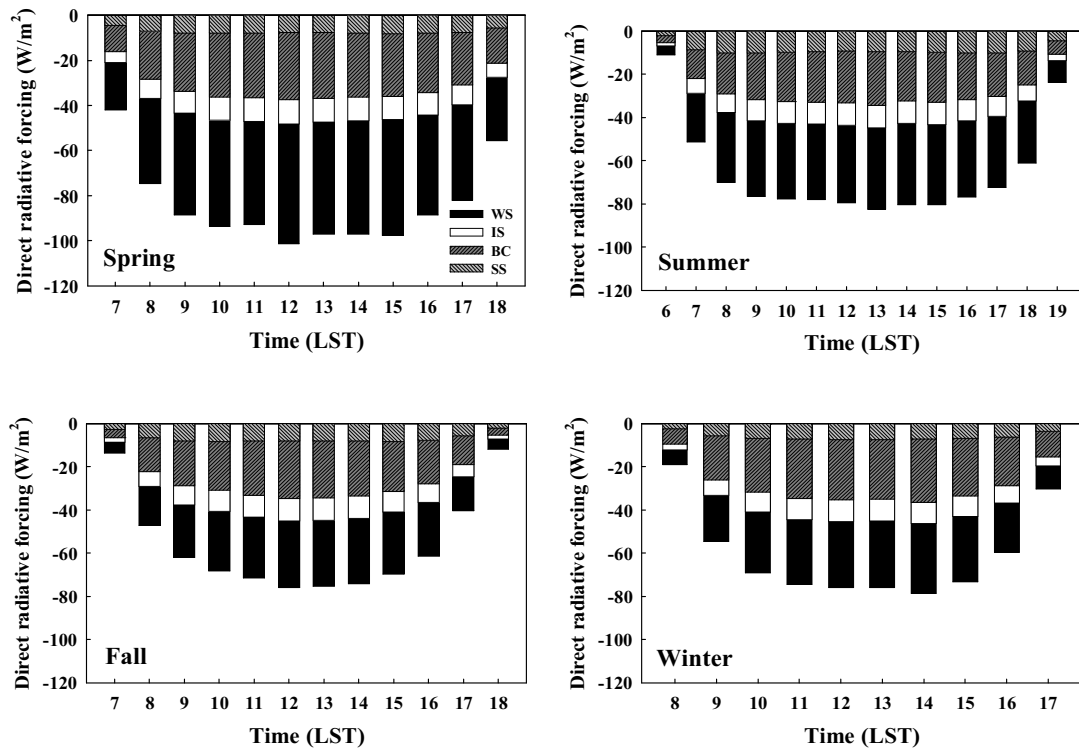 Direct radiative forcing (W/m²)
0
-20
-40
-60
-80
-100
-120
WS
IS
BC
SS
Spring
7 8 9 10 11 12 13 14 15 16 17 18
Time (LST)
Direct radiative forcing (W/m²)
0
-20
-40
-60
-80
-100
-120
Summer
6 7 8 9 10 11 12 13 14 15 16 17 18 19
Time (LST)
Direct radiative forcing (W/m²)
0
-20
-40
-60
-80
-100
-120
Fall
7 8 9 10 11 12 13 14 15 16 17 18
Time (LST)
Direct radiative forcing (W/m²)
0
-20
-40
-60
-80
-100
-120
Winter
8 9 10 11 12 13 14 15 16 17
Time (LST)